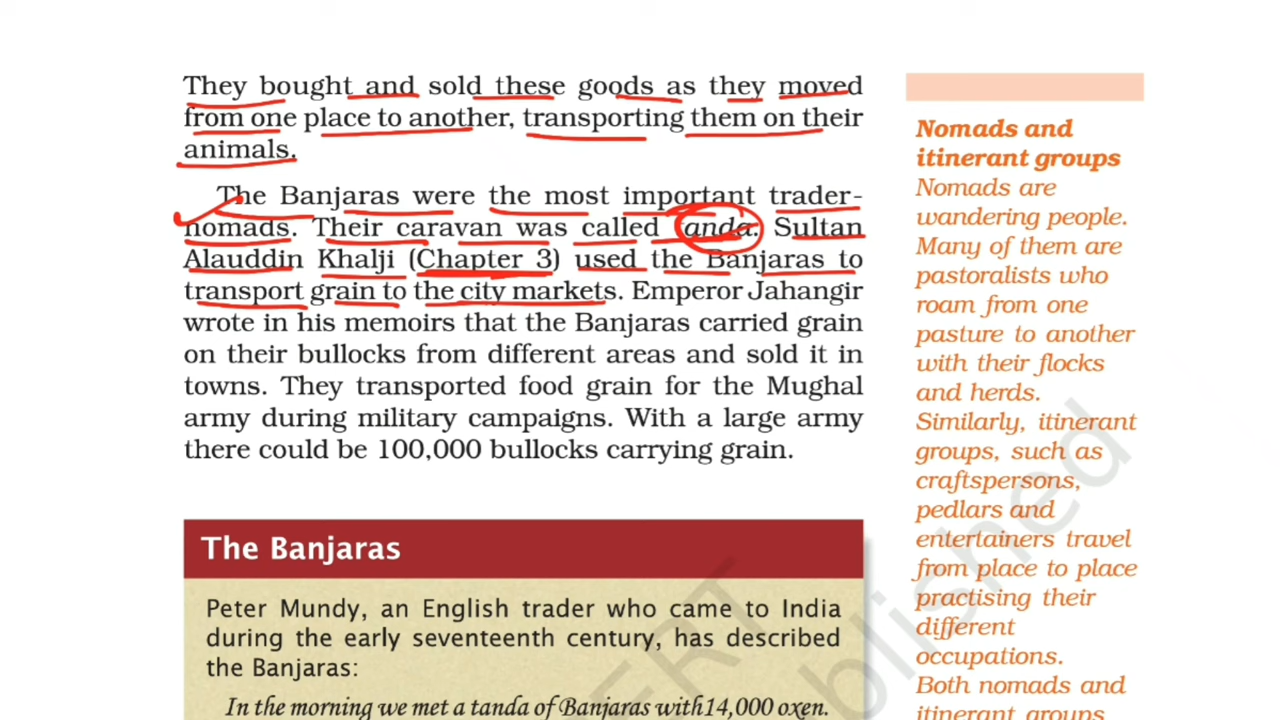 They bought and sold these goods as they moved
from one place to another, transporting them on their
animals.
The Banjaras were the most important trader-
nomads. Their caravan was called tanda. Sultan
Alauddin Khalji (Chapter 3) used the Banjaras to
transport grain to the city markets. Emperor Jahangir
wrote in his memoirs that the Banjaras carried grain
on their bullocks from different areas and sold it in
towns. They transported food grain for the Mughal
army during military campaigns. With a large army
there could be 100,000 bullocks carrying grain.
The Banjaras
Peter Mundy, an English trader who came to India
during the early seventeenth century, has described
the Banjaras:
In the morning we met a tanda of Banjaras with14,000 oxen.
Nomads and
itinerant groups
Nomads are
wandering people.
Many of them are
pastoralists who
roam from one
pasture to another
with their flocks
and herds.
Similarly, itinerant
groups, such as
craftspersons,
pedlars and
entertainers travel
from place to place
practising their
different
occupations.
Both nomads and
itinerant groups